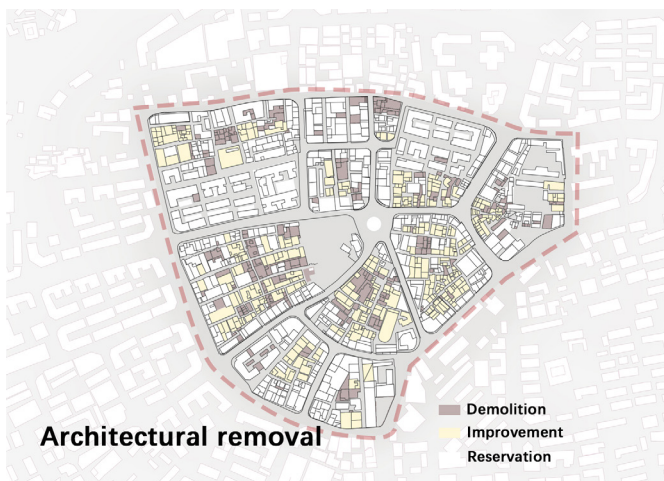 Architectural removal
Demolition
Improvement
Reservation